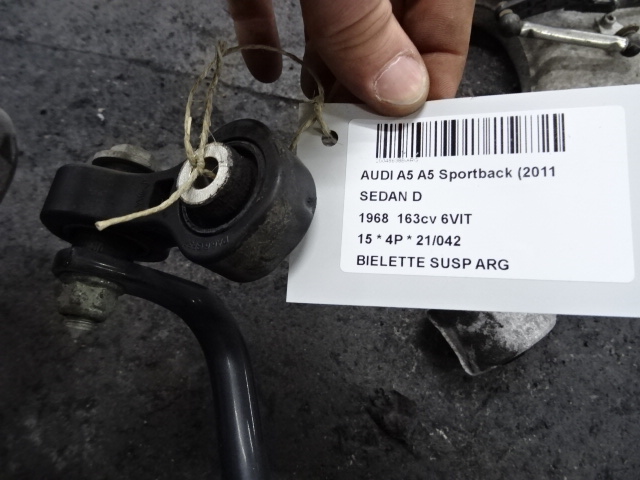 AUDI A5 A5 Sportback (2011
SEDAN D
1968 163cv 6VIT
15 * 4P * 21/042
BIELETTE SUSP ARG